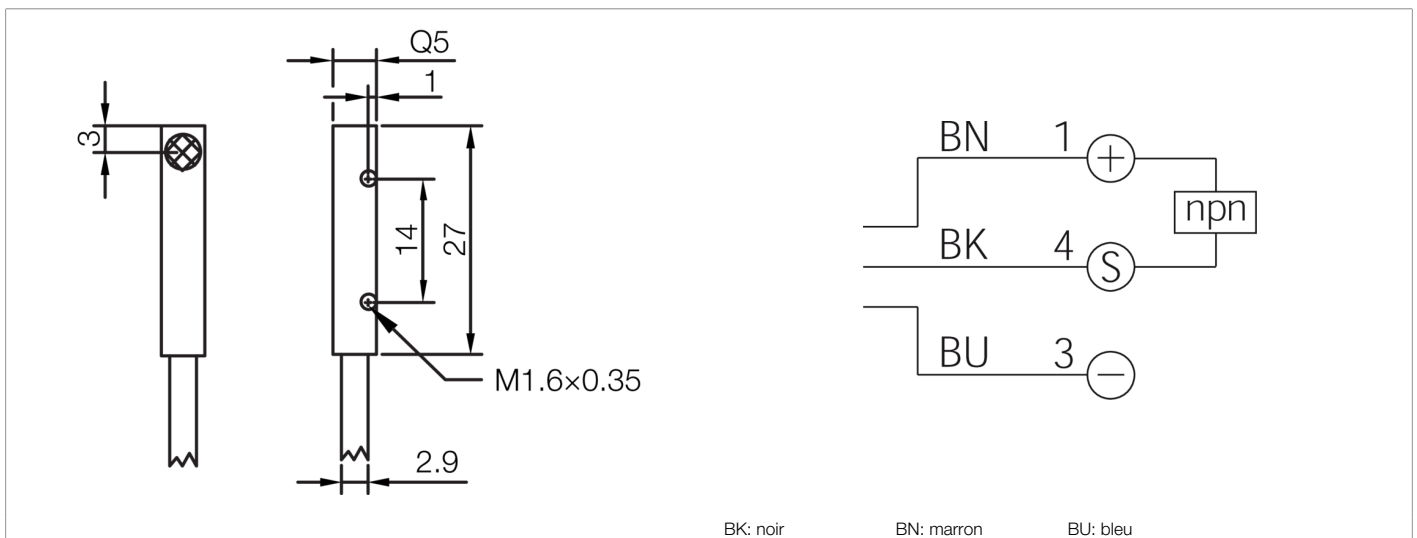 Q5
1
3
14
27
M1.6×0.35
2.9
BN 1 +
npn
BK 4 S
BU 3 −
BK: noir BN: marron BU: bleu